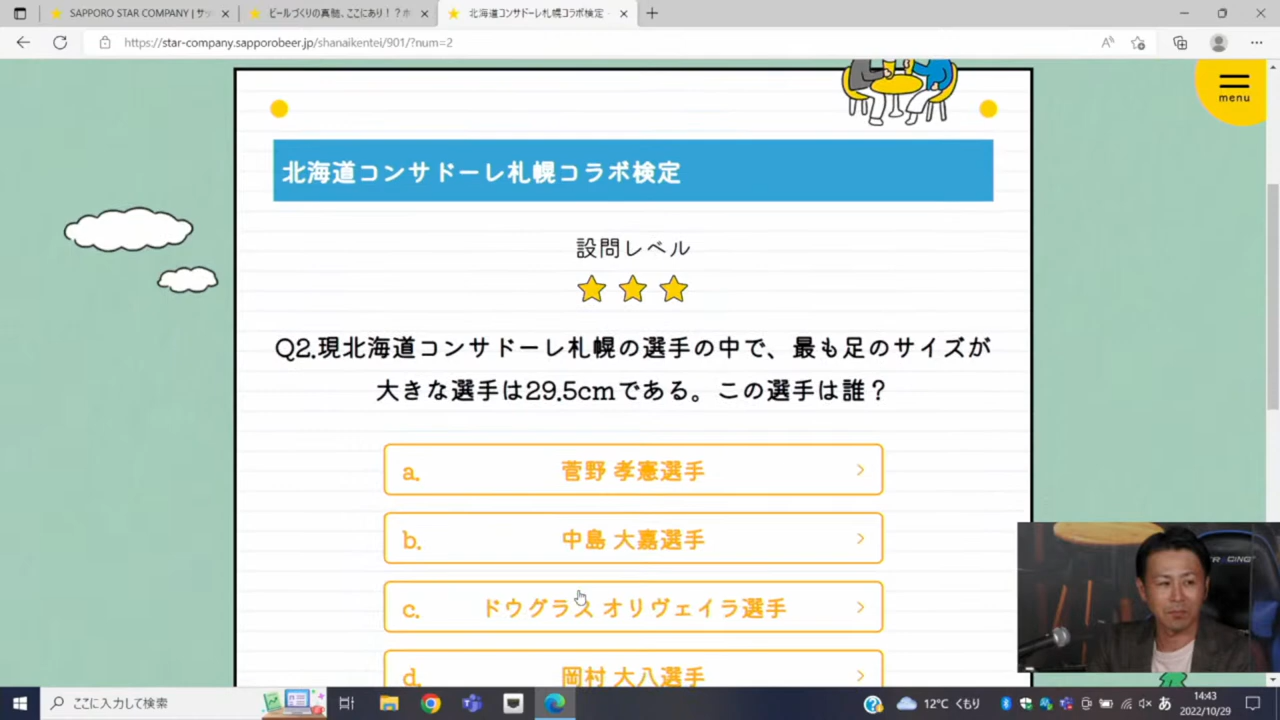 SAPPORO STAR COMPANY | サッ
ビールづくりの真髄、ここにあり！？ホ
北海道コンサドーレ札幌コラボ検定
https://star-company.sapporobeer.jp/shanaikentei/901/?num=2
menu
北海道コンサドーレ札幌コラボ検定
設問レベル
Q2.現北海道コンサドーレ札幌の選手の中で、最も足のサイズが
大きな選手は29.5cmである。この選手は誰？
a. 菅野 孝憲選手
b. 中島 大嘉選手
c. ドウグラス オリヴェイラ選手
d. 岡村 大八選手
ここに入力して検索
12°C くもり
あ
14:43
2022/10/29